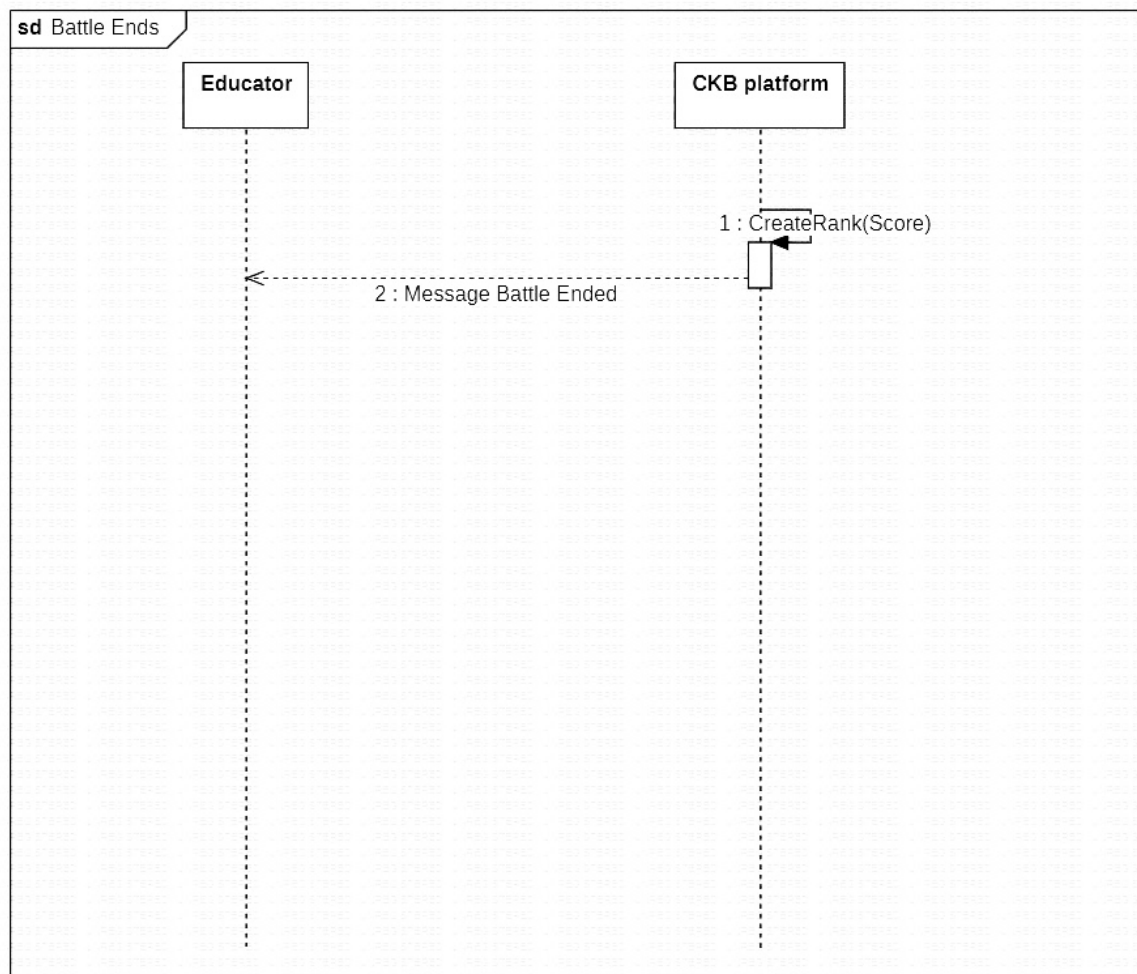 sd Battle Ends
Educator
CKB platform
1 : CreateRank(Score)
2 : Message Battle Ended